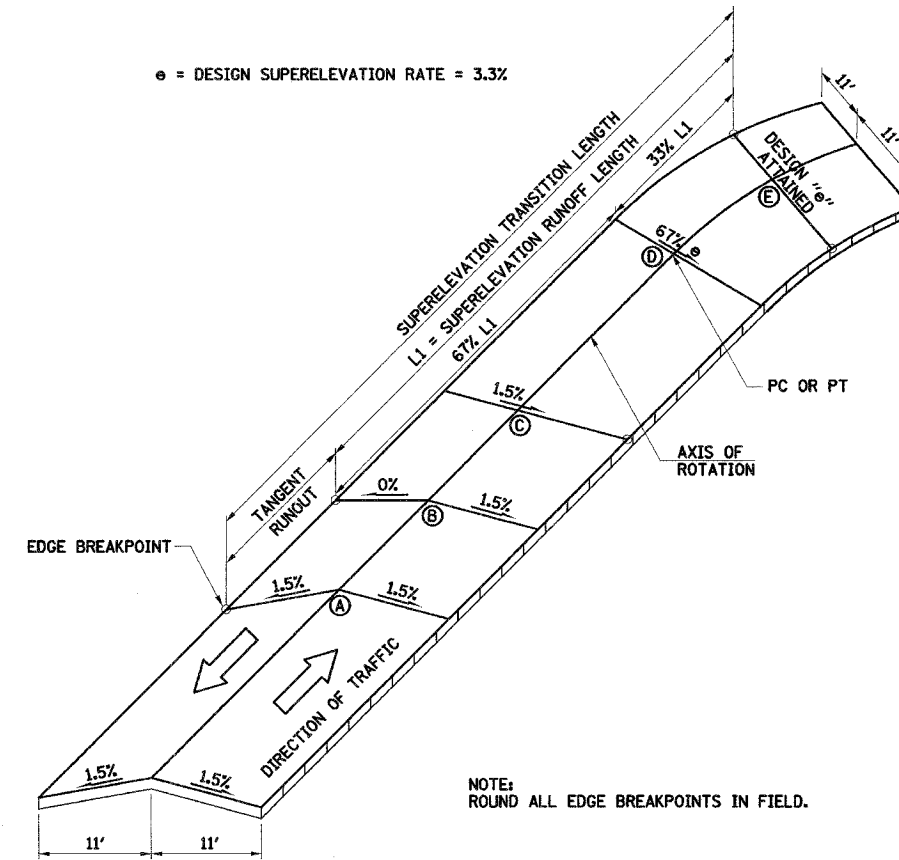 e = DESIGN SUPERELEVATION RATE = 3.3%
SUPERELEVATION TRANSITION LENGTH
L1 = SUPERELEVATION RUNOFF LENGTH
67% L1
33% L1
TANGENT
RUNOUT
11'
11'
DESIGN "e"
ATTAINED
E
67% e
D
PC OR PT
1.5%
C
AXIS OF
ROTATION
0%
B
1.5%
EDGE BREAKPOINT
1.5%
A
1.5%
DIRECTION OF TRAFFIC
1.5%
1.5%
11'
11'
NOTE:
ROUND ALL EDGE BREAKPOINTS IN FIELD.